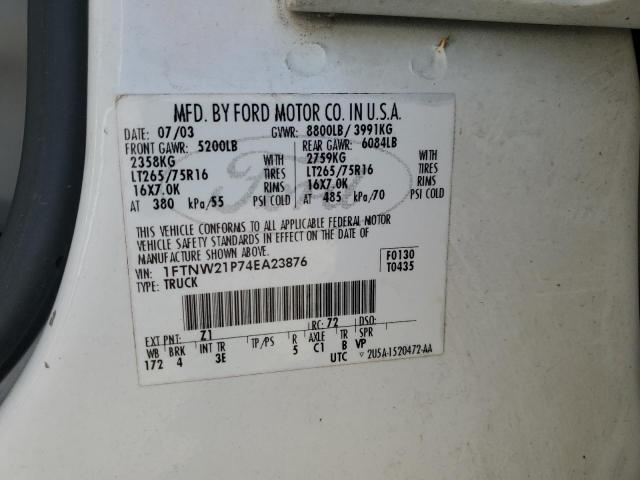 MFD. BY FORD MOTOR CO. IN U.S.A.
DATE: 07/03 GVWR: 8800LB/ 3991KG
FRONT GAWR: 5200LB REAR GAWR: 6084LB
2358KG WITH 2759KG WITH
LT265/75R16 TIRES LT265/75R16 TIRES
16X7.0K RIMS 16X7.0K RIMS
AT 380 kPa/55 PSI COLD AT 485 kPa/70 PSI COLD
THIS VEHICLE CONFORMS TO ALL APPLICABLE FEDERAL MOTOR
VEHICLE SAFETY STANDARDS IN EFFECT ON THE DATE OF
MANUFACTURE SHOWN ABOVE.
VIN: 1FTNW21P74EA23876 F0130
TYPE: TRUCK T0435
EXT PNT: Z1 RC: 72 DSO:
WB BRK INT TR TP/PS R AXLE TR SPR
172 4 3E 5 C1 B VP
UTC 2U5A-1520472-AA
Ford